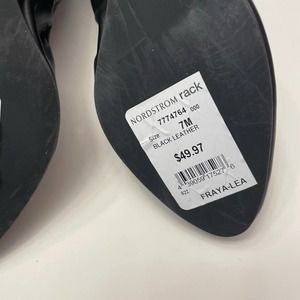 NORDSTROM rack
7774764 000
SIZE 7M
BLACK LEATHER
$49.97
FRAYA-LEA